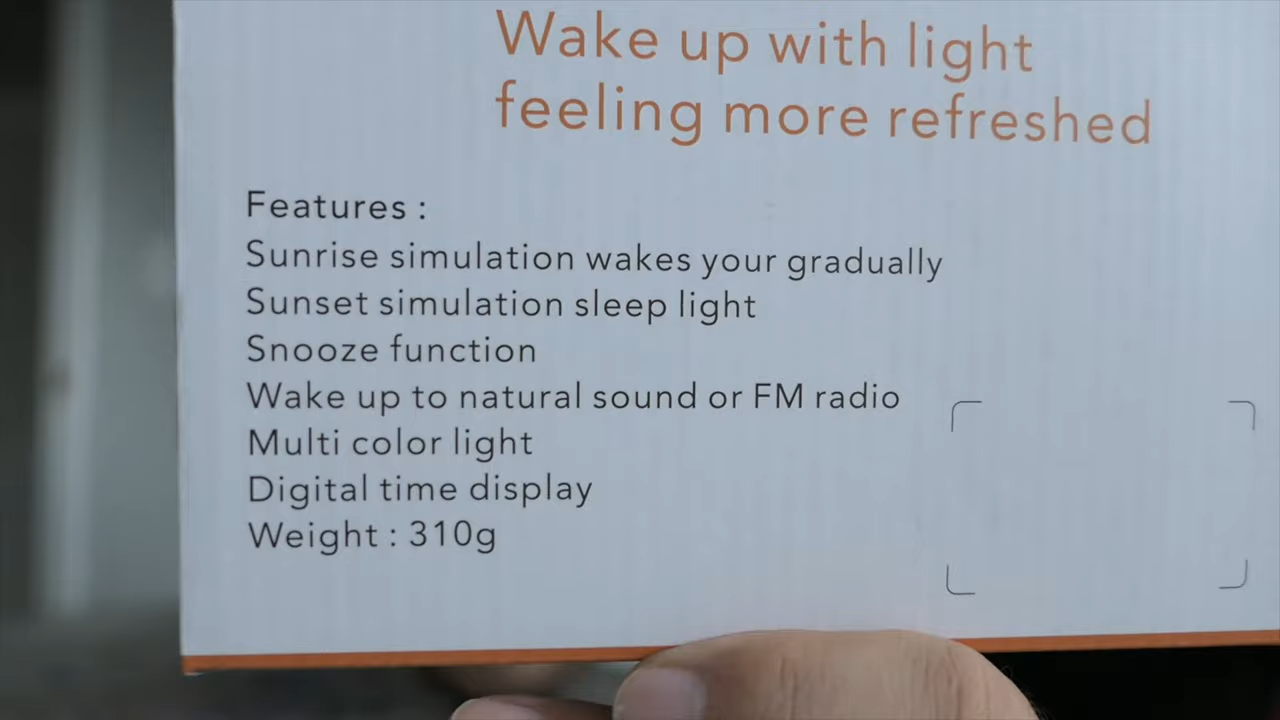 Wake up with light
feeling more refreshed
Features :
Sunrise simulation wakes your gradually
Sunset simulation sleep light
Snooze function
Wake up to natural sound or FM radio
Multi color light
Digital time display
Weight : 310g